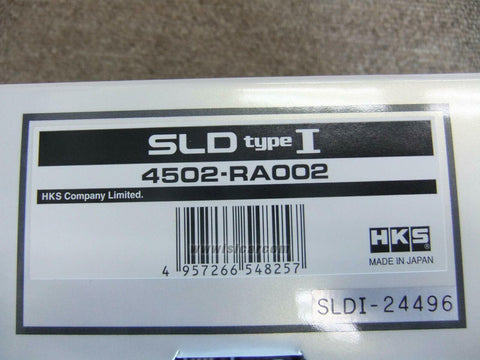 SLD type I
4502-RA002
HKS Company Limited.
4 957266 548257
HKS
MADE IN JAPAN
SLDI-24496